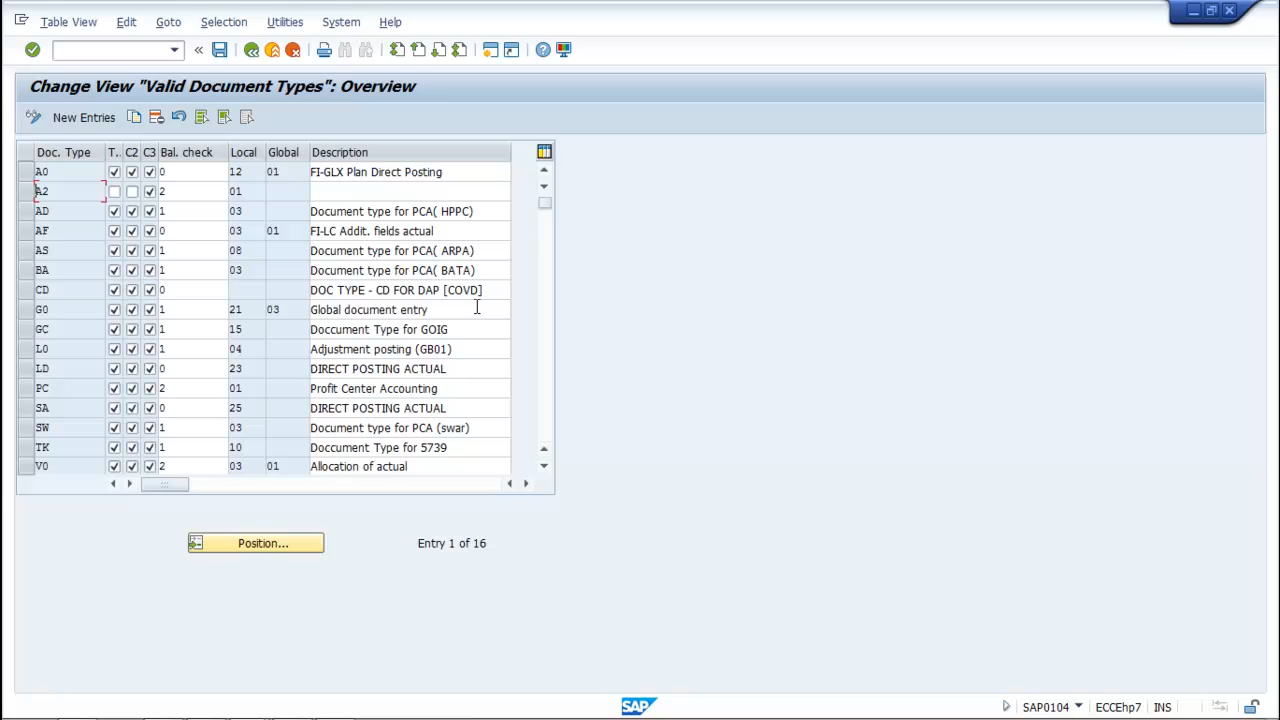 Table View Edit Goto Selection Utilities System Help
Change View "Valid Document Types": Overview
New Entries
Doc. Type T.. C2 C3 Bal. check Local Global Description
A0 0 12 01 FI-GLX Plan Direct Posting
A2 2 01
AD 1 03 Document type for PCA( HPPC)
AF 0 03 01 FI-LC Addit. fields actual
AS 1 08 Document type for PCA( ARPA)
BA 1 03 Document type for PCA( BATA)
CD 0 DOC TYPE - CD FOR DAP [COVD]
G0 1 21 03 Global document entry
GC 1 15 Doccument Type for GOIG
L0 1 04 Adjustment posting (GB01)
LD 0 23 DIRECT POSTING ACTUAL
PC 2 01 Profit Center Accounting
SA 0 25 DIRECT POSTING ACTUAL
SW 1 03 Document type for PCA (swar)
TK 1 10 Doccument Type for 5739
V0 2 03 01 Allocation of actual
Position... Entry 1 of 16
SAP SAP0104 ECCEhp7 INS